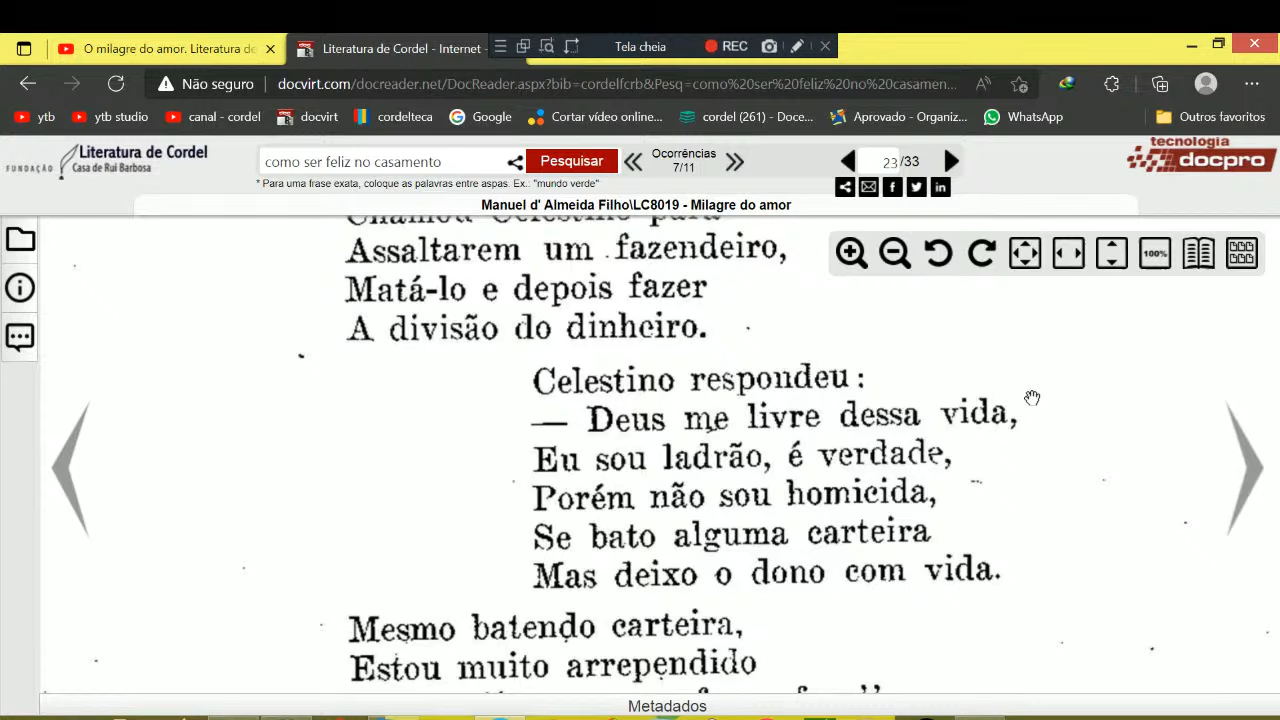 O milagre do amor. Literatura de
Literatura de Cordel - Internet -
Tela cheia
REC
Não seguro
docvirt.com/docreader.net/DocReader.aspx?bib=cordelfcrb&Pesq=como%20ser%20feliz%20no%20casamen...
ytb
ytb studio
canal - cordel
docvirt
cordelteca
Google
Cortar vídeo online...
cordel (261) - Doce...
Aprovado - Organiz...
WhatsApp
Outros favoritos
FUNDAÇÃO
Literatura de Cordel
Casa de Rui Barbosa
como ser feliz no casamento
Pesquisar
Ocorrências
7/11
23 /33
tecnologia
docpro
* Para uma frase exata, coloque as palavras entre aspas. Ex.: "mundo verde"
Manuel d' Almeida Filho\LC8019 - Milagre do amor
100%
Chamou Celestino para
Assaltarem um fazendeiro,
Matá-lo e depois fazer
A divisão do dinheiro.
Celestino respondeu:
— Deus me livre dessa vida,
Eu sou ladrão, é verdade,
Porém não sou homicida,
Se bato alguma carteira
Mas deixo o dono com vida.
Mesmo batendo carteira,
Estou muito arrependido
Metadados